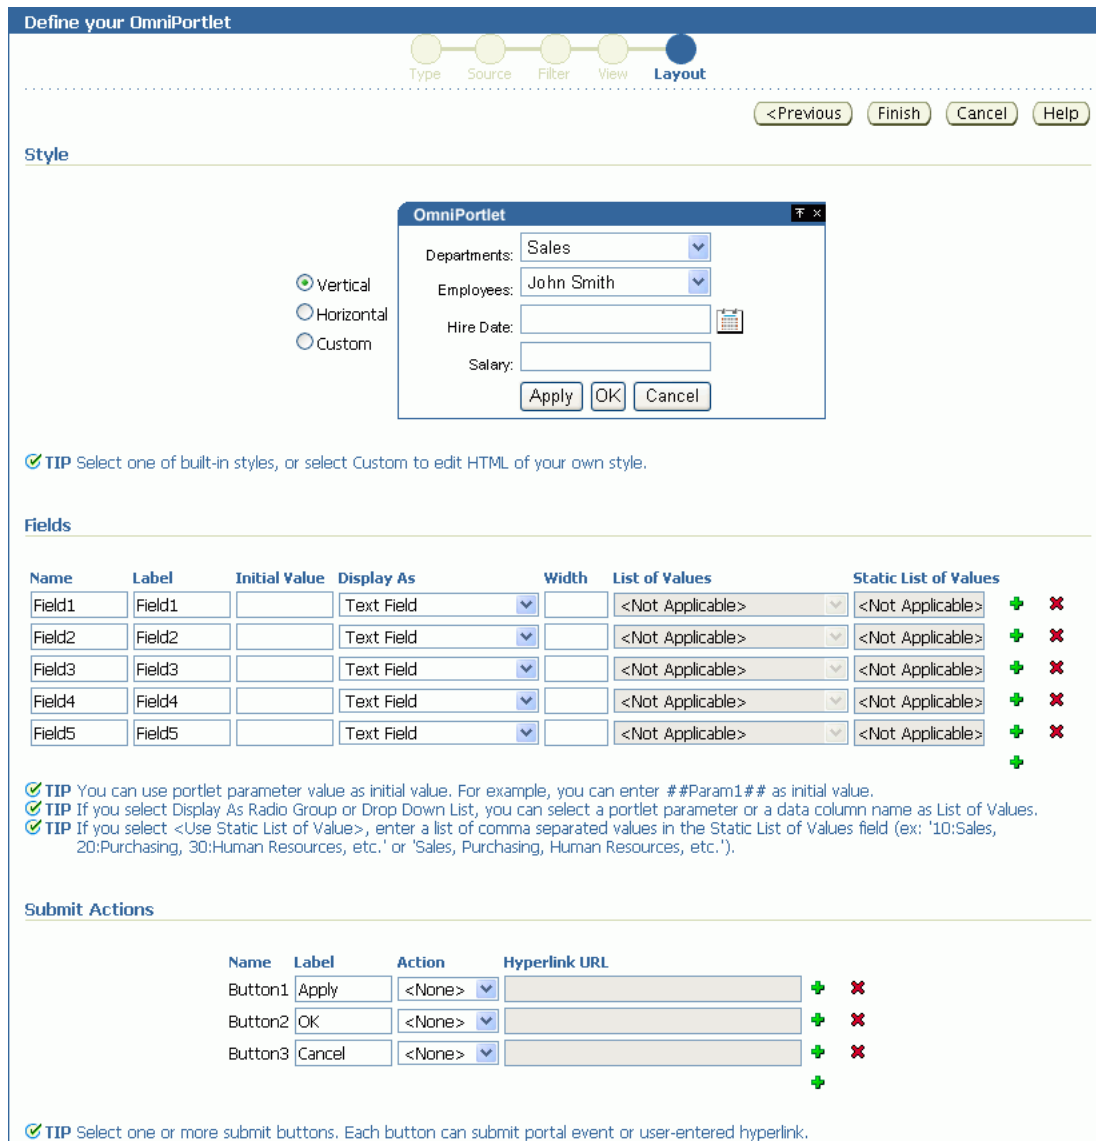 Define your OmniPortlet
Type Source Filter View Layout
<Previous Finish Cancel Help
Style
OmniPortlet
Departments: Sales
Employees: John Smith
Hire Date:
Salary:
Apply OK Cancel
Vertical
Horizontal
Custom
TIP Select one of built-in styles, or select Custom to edit HTML of your own style.
Fields
Name Label Initial Value Display As Width List of Values Static List of Values
Field1 Field1 Text Field <Not Applicable> <Not Applicable>
Field2 Field2 Text Field <Not Applicable> <Not Applicable>
Field3 Field3 Text Field <Not Applicable> <Not Applicable>
Field4 Field4 Text Field <Not Applicable> <Not Applicable>
Field5 Field5 Text Field <Not Applicable> <Not Applicable>
TIP You can use portlet parameter value as initial value. For example, you can enter ##Param1## as initial value.
TIP If you select Display As Radio Group or Drop Down List, you can select a portlet parameter or a data column name as List of Values.
TIP If you select <Use Static List of Value>, enter a list of comma separated values in the Static List of Values field (ex: '10:Sales,
20:Purchasing, 30:Human Resources, etc.' or 'Sales, Purchasing, Human Resources, etc.').
Submit Actions
Name Label Action Hyperlink URL
Button1 Apply <None>
Button2 OK <None>
Button3 Cancel <None>
TIP Select one or more submit buttons. Each button can submit portal event or user-entered hyperlink.